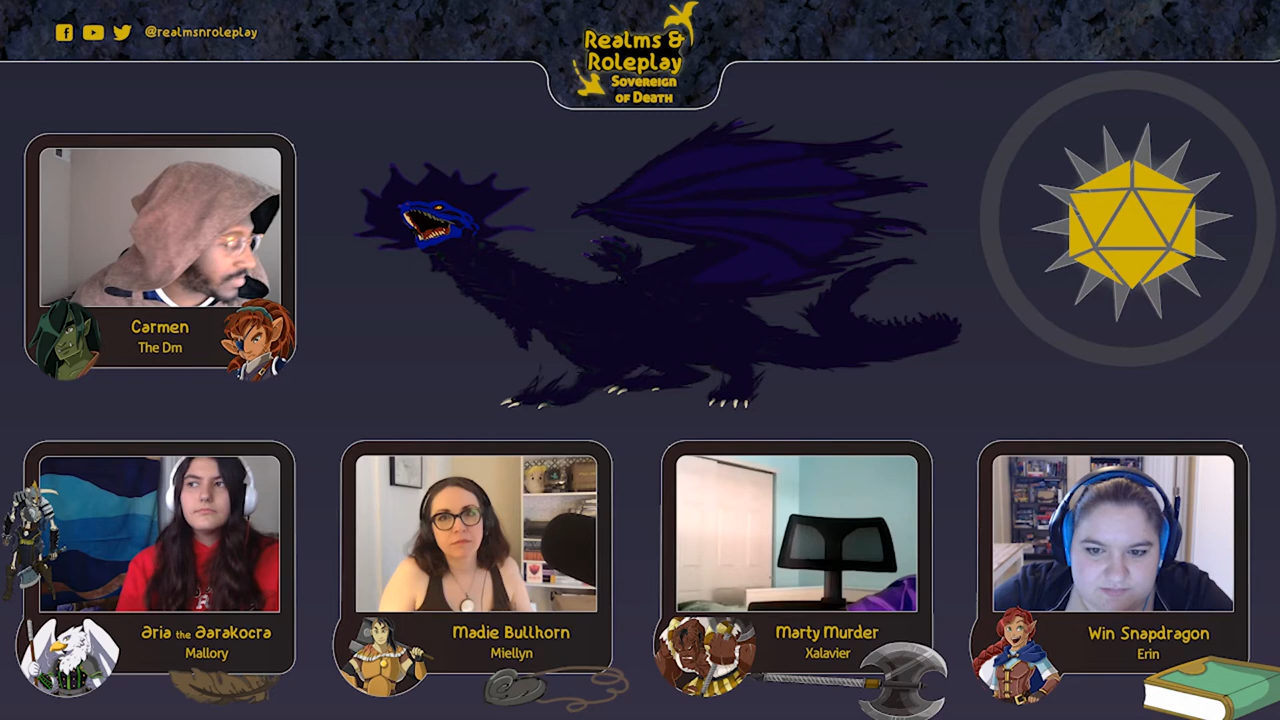 @realmsnroleplay
Realms &
Roleplay
Sovereign
of Death
Carmen
The Dm
Aria the Aarakocra
Mallory
Madie Bullhorn
Miellyn
Marty Murder
Xalavier
Win Snapdragon
Erin